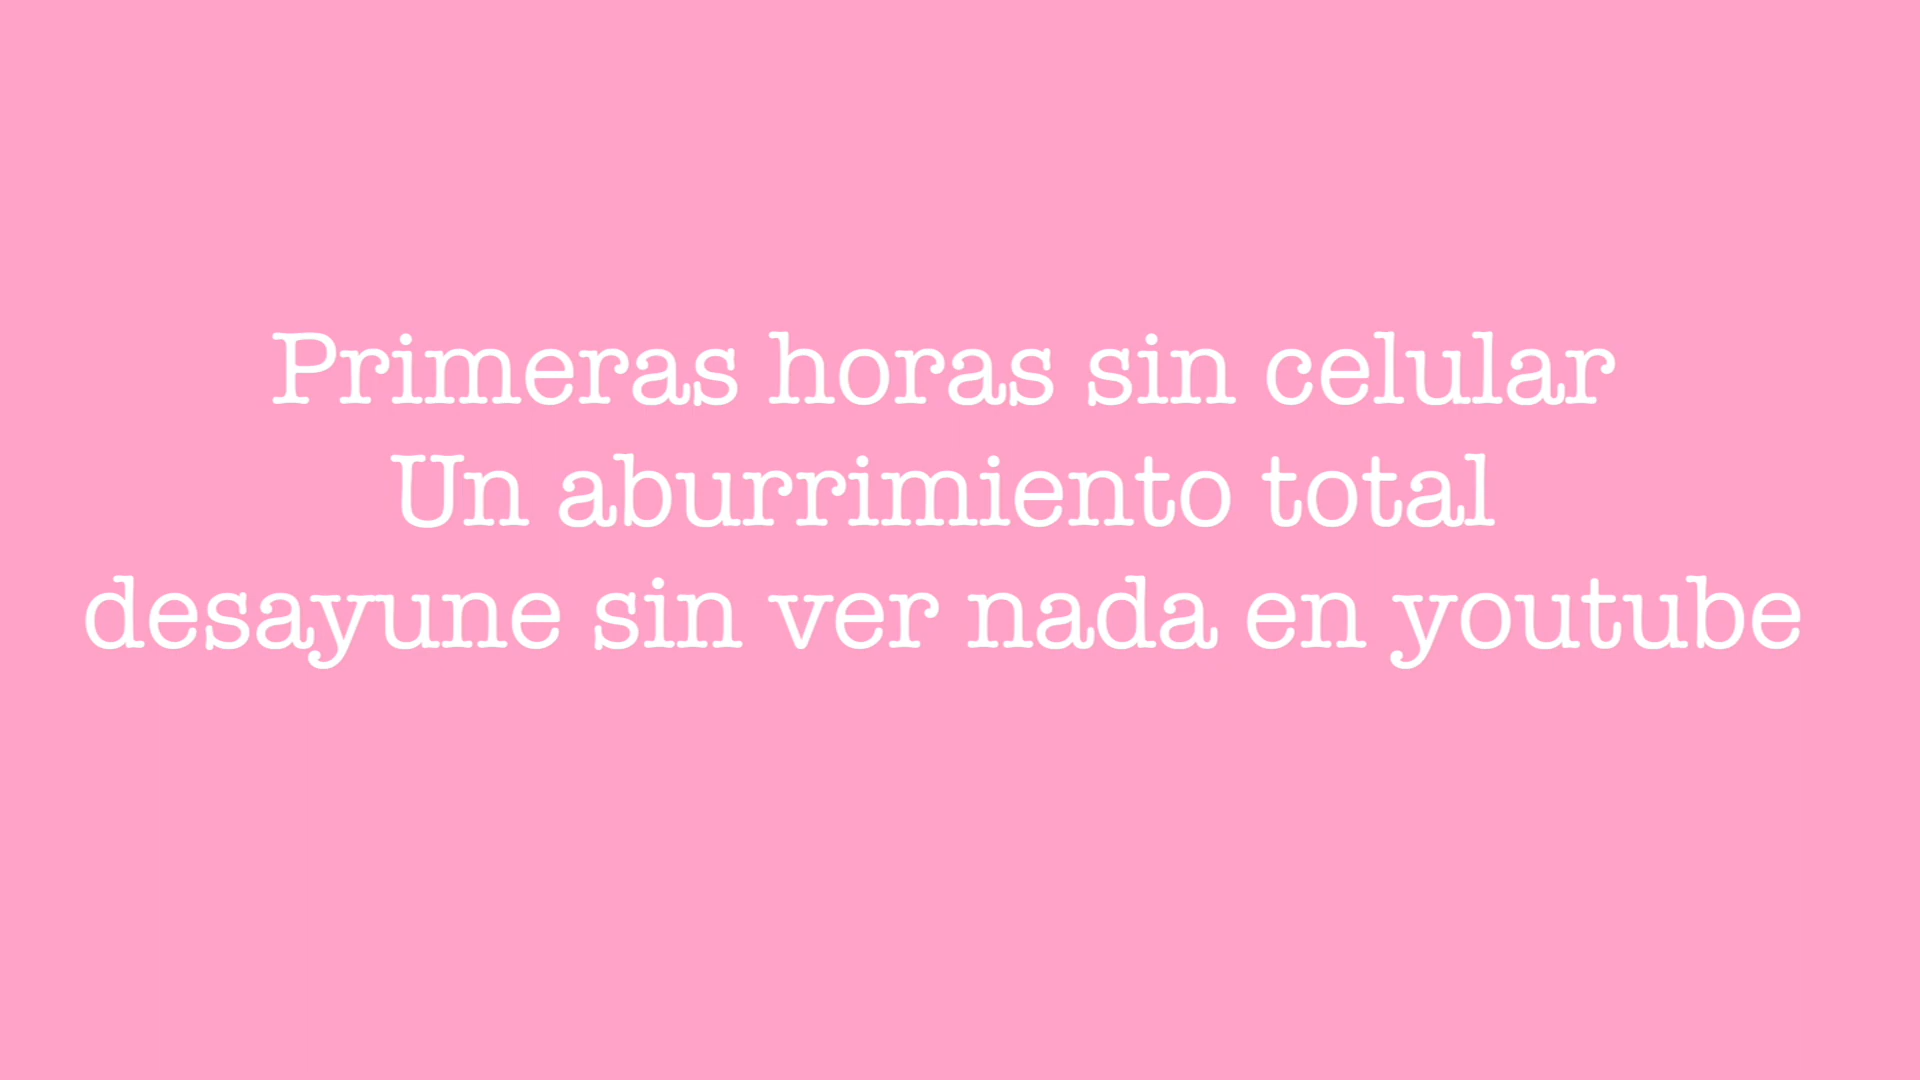 Primeras horas sin celular
Un aburrimiento total
desayune sin ver nada en youtube